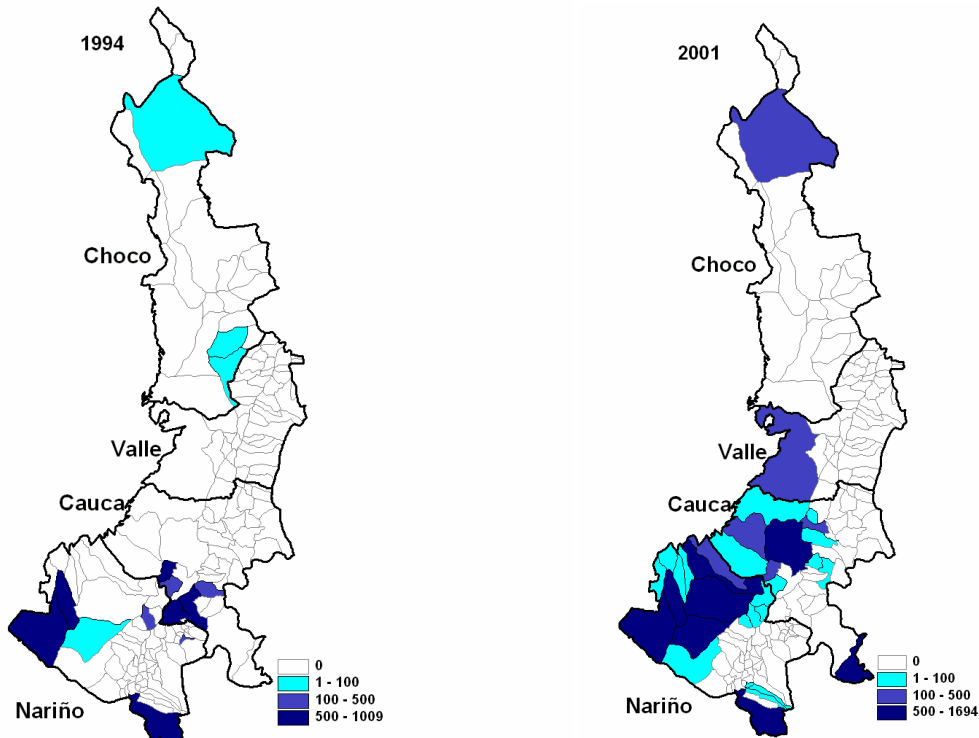 1994
Choco
Valle
Cauca
Nariño
0
1 - 100
100 - 500
500 - 1009
2001
Choco
Valle
Cauca
Nariño
0
1 - 100
100 - 500
500 - 1694